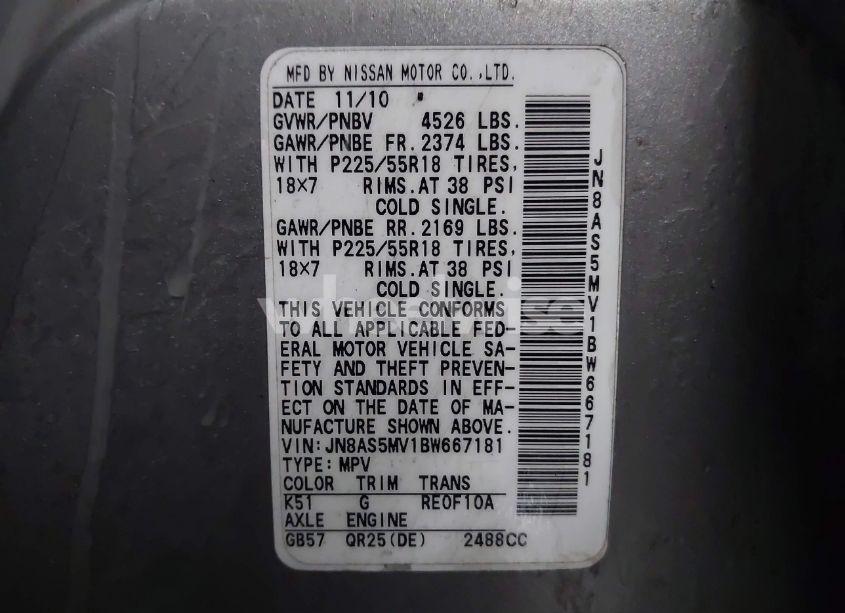 MFD BY NISSAN MOTOR CO.,LTD.
DATE 11/10
GVWR/PNBV 4526 LBS.
GAWR/PNBE FR. 2374 LBS.
WITH P225/55R18 TIRES,
18×7 RIMS.AT 38 PSI
COLD SINGLE.
GAWR/PNBE RR. 2169 LBS.
WITH P225/55R18 TIRES,
18×7 RIMS.AT 38 PSI
COLD SINGLE.
THIS VEHICLE CONFORMS
TO ALL APPLICABLE FED-
ERAL MOTOR VEHICLE SA-
FETY AND THEFT PREVEN-
TION STANDARDS IN EFF-
ECT ON THE DATE OF MA-
NUFACTURE SHOWN ABOVE.
VIN:JN8AS5MV1BW667181
TYPE:MPV
COLOR TRIM TRANS
K51 G RE0F10A
AXLE ENGINE
GB57 QR25(DE) 2488CC
JN8AS5MV1BW667181